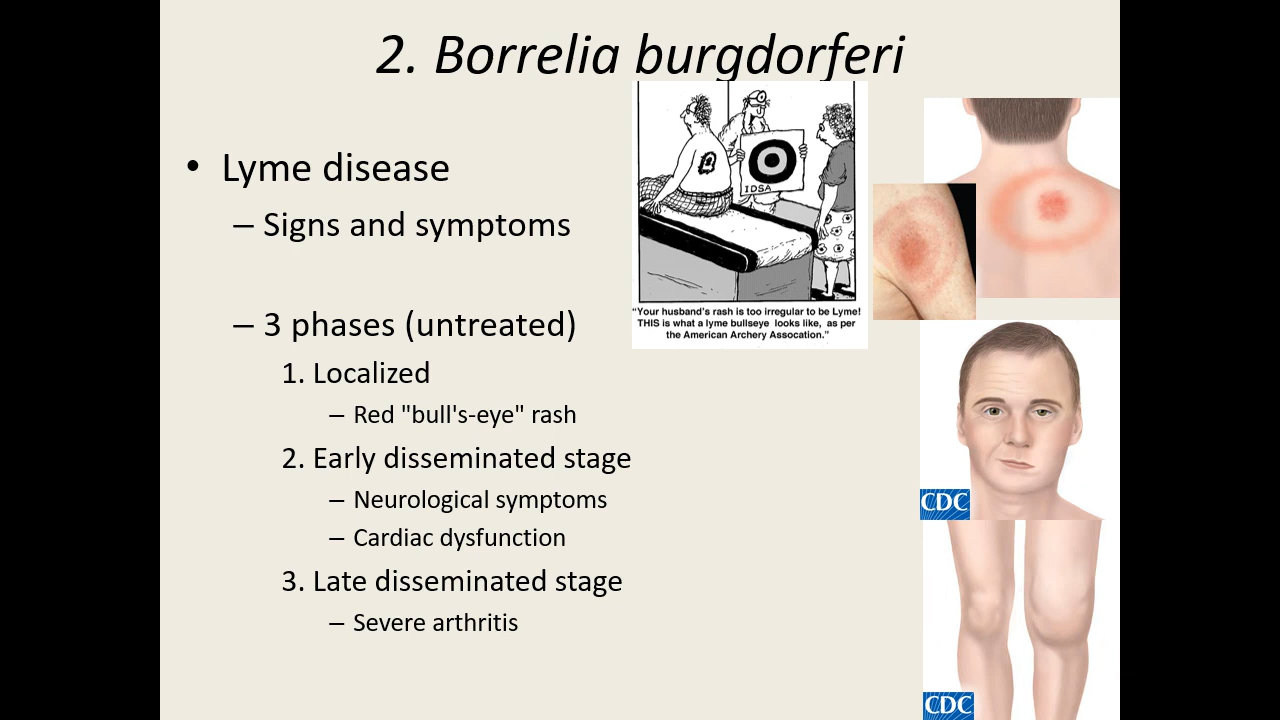 2. Borrelia burgdorferi
• Lyme disease
– Signs and symptoms
– 3 phases (untreated)
1. Localized
– Red "bull's-eye" rash
2. Early disseminated stage
– Neurological symptoms
– Cardiac dysfunction
3. Late disseminated stage
– Severe arthritis
IDSA
"Your husband's rash is too irregular to be Lyme!
THIS is what a lyme bullseye looks like, as per
the American Archery Assocation."
CDC
CDC